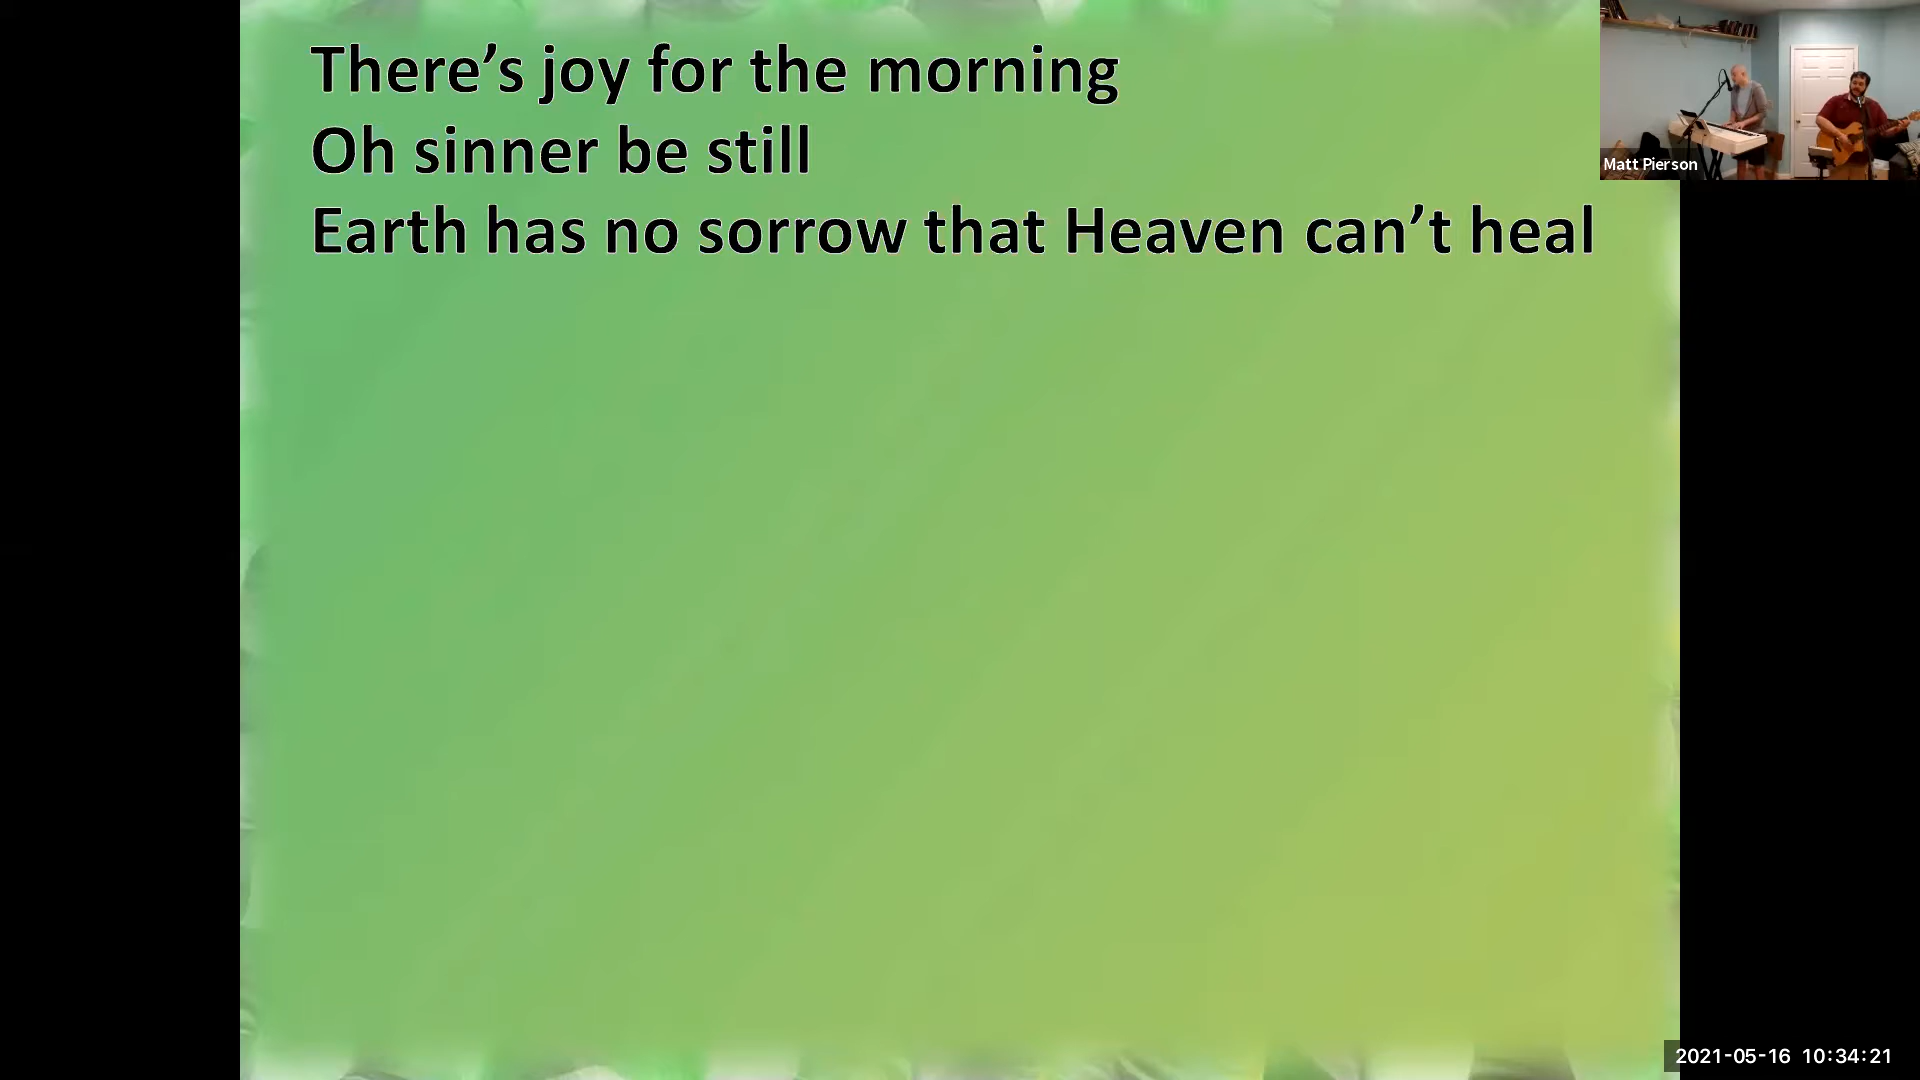 There’s joy for the morning
Oh sinner be still
Earth has no sorrow that Heaven can’t heal
Matt Pierson
2021-05-16 10:34:21